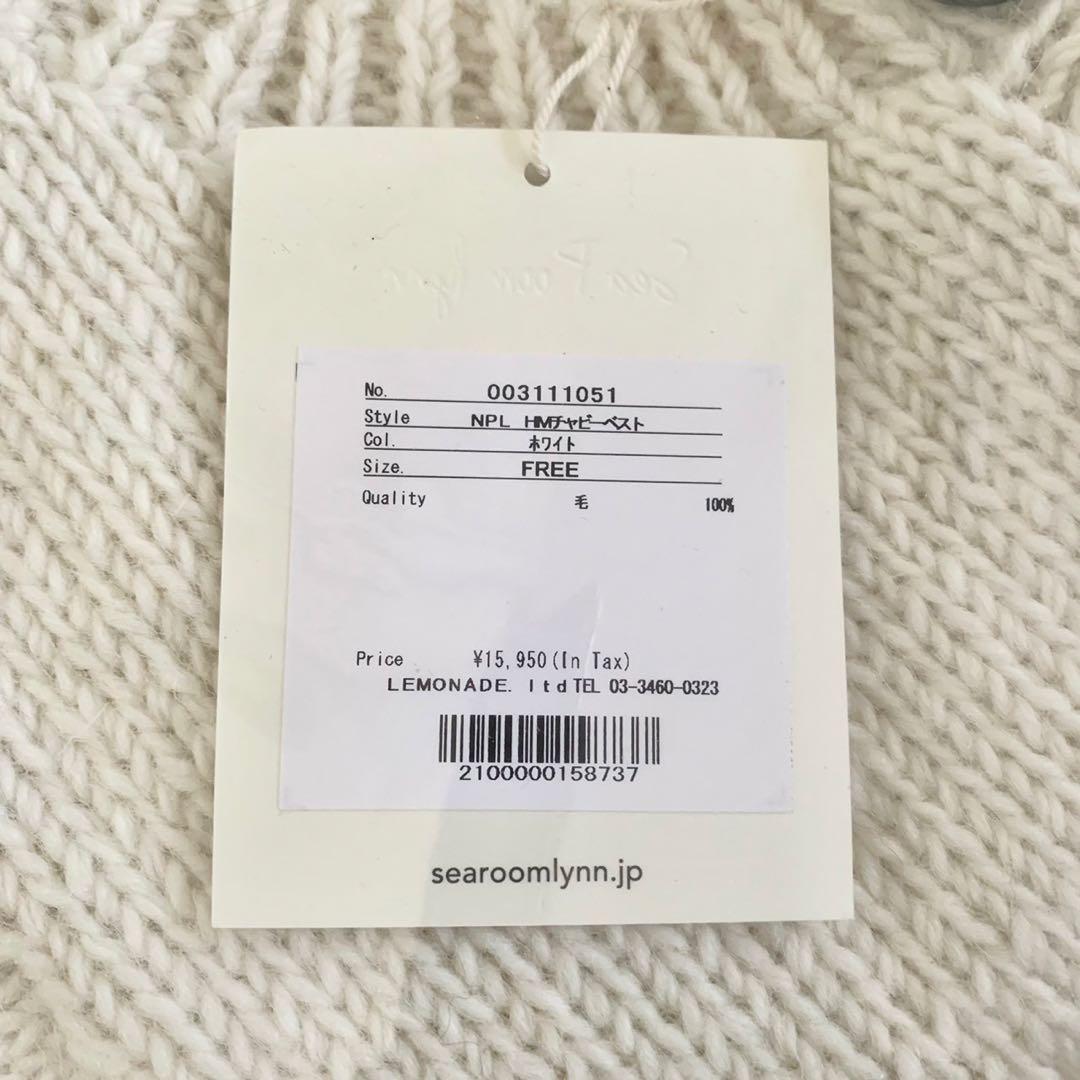 No. 003111051
Style NPL HMチャビーベスト
Col. ホワイト
Size. FREE
Quality 毛 100%
Price ¥15,950(In Tax)
LEMONADE. ltd TEL 03-3460-0323
2100000158737
searoomlynn.jp